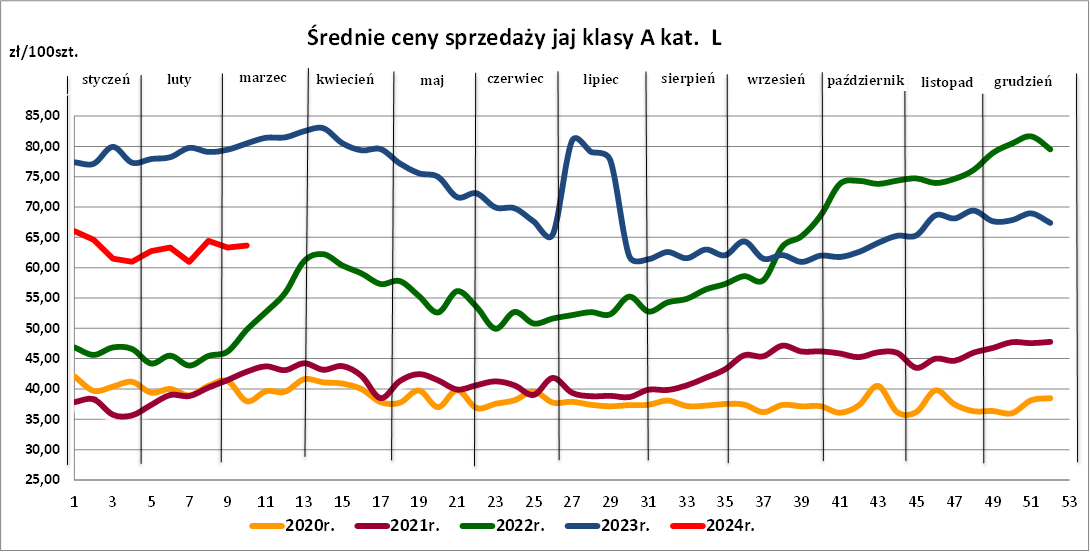 Średnie ceny sprzedaży jaj klasy A kat. L
zł/100szt.
styczeń luty marzec kwiecień maj czerwiec lipiec sierpień wrzesień październik listopad grudzień
85,00
80,00
75,00
70,00
65,00
60,00
55,00
50,00
45,00
40,00
35,00
30,00
25,00
1 3 5 7 9 11 13 15 17 19 21 23 25 27 29 31 33 35 37 39 41 43 45 47 49 51 53
2020r. 2021r. 2022r. 2023r. 2024r.